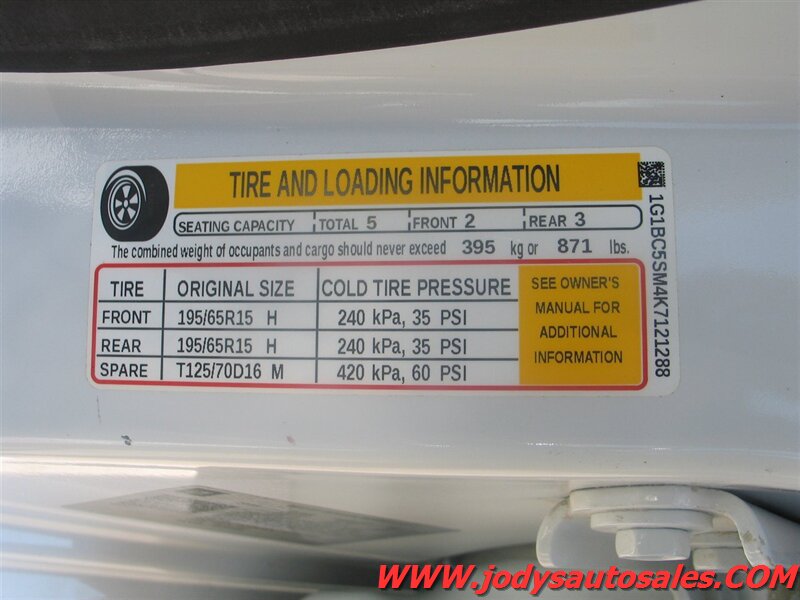 TIRE AND LOADING INFORMATION
SEATING CAPACITY TOTAL 5 FRONT 2 REAR 3
The combined weight of occupants and cargo should never exceed 395 kg or 871 lbs.
TIRE ORIGINAL SIZE COLD TIRE PRESSURE
FRONT 195/65R15 H 240 kPa, 35 PSI
REAR 195/65R15 H 240 kPa, 35 PSI
SPARE T125/70D16 M 420 kPa, 60 PSI
SEE OWNER'S
MANUAL FOR
ADDITIONAL
INFORMATION
1G1BC5SM4K7121288
WWW.jodysautosales.COM